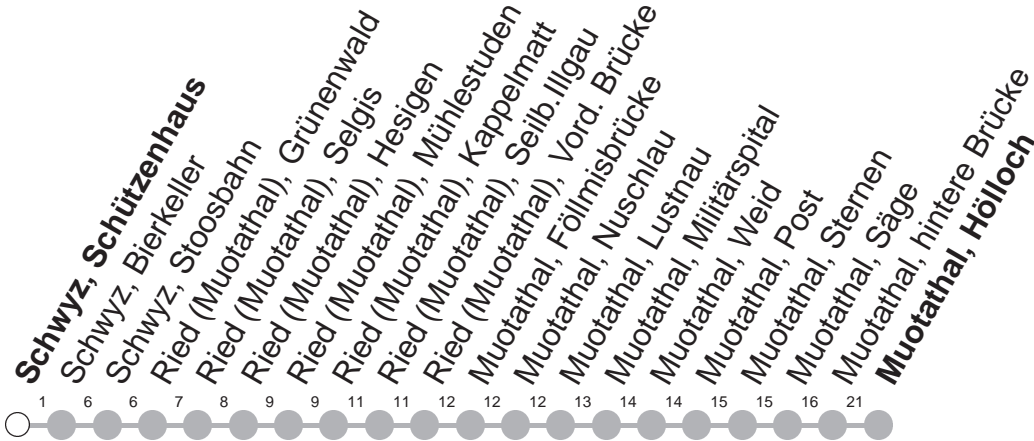 Schwyz, Schützenhaus
Schwyz, Bierkeller
Schwyz, Stoosbahn
Ried (Muotathal), Grünenwald
Ried (Muotathal), Selgis
Ried (Muotathal), Hesigen
Ried (Muotathal), Mühlestuden
Ried (Muotathal), Kappelmatt
Ried (Muotathal), Seilb. Illgau
Ried (Muotathal), Vord. Brücke
Muotathal, Föllmisbrücke
Muotathal, Nuschlau
Muotathal, Lustnau
Muotathal, Militärspital
Muotathal, Weid
Muotathal, Post
Muotathal, Sternen
Muotathal, Säge
Muotathal, hintere Brücke
Muotathal, Hölloch
1 6 6 7 8 9 9 11 11 12 12 12 13 14 14 15 15 16 21